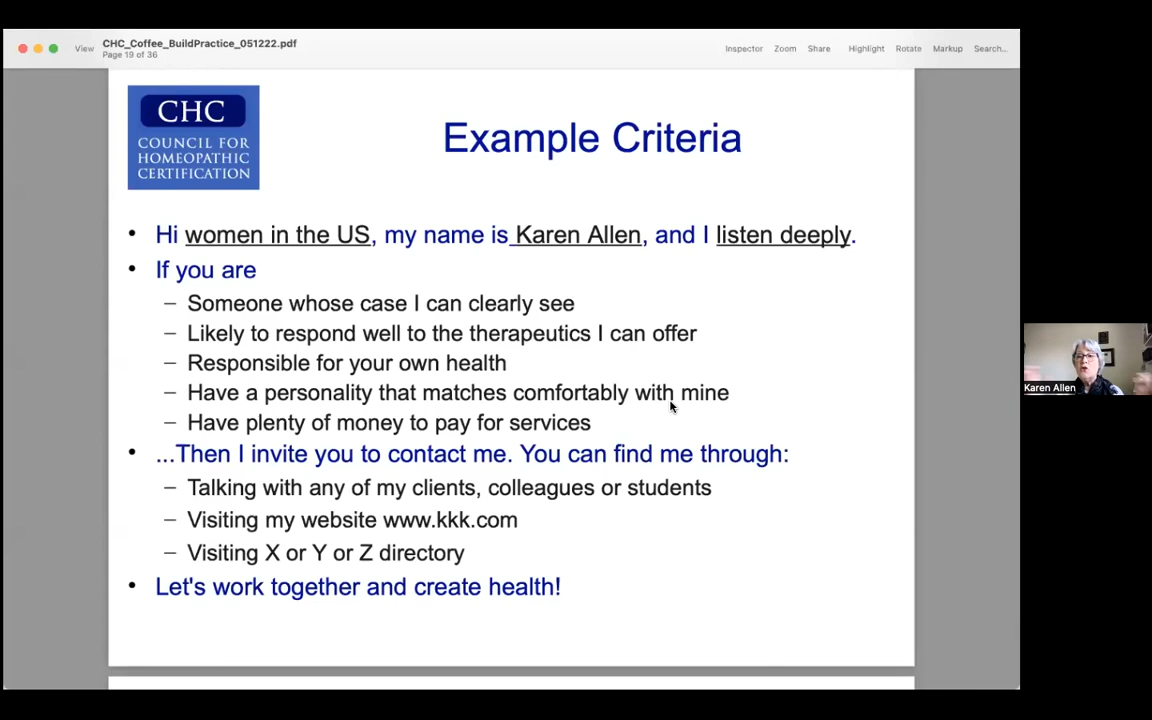 View
CHC_Coffee_BuildPractice_051222.pdf
Page 19 of 36
Inspector Zoom Share Highlight Rotate Markup Search...
CHC
COUNCIL FOR
HOMEOPATHIC
CERTIFICATION
Example Criteria
• Hi women in the US, my name is Karen Allen, and I listen deeply.
• If you are
– Someone whose case I can clearly see
– Likely to respond well to the therapeutics I can offer
– Responsible for your own health
– Have a personality that matches comfortably with mine
– Have plenty of money to pay for services
• ...Then I invite you to contact me. You can find me through:
– Talking with any of my clients, colleagues or students
– Visiting my website www.kkk.com
– Visiting X or Y or Z directory
• Let's work together and create health!
Karen Allen